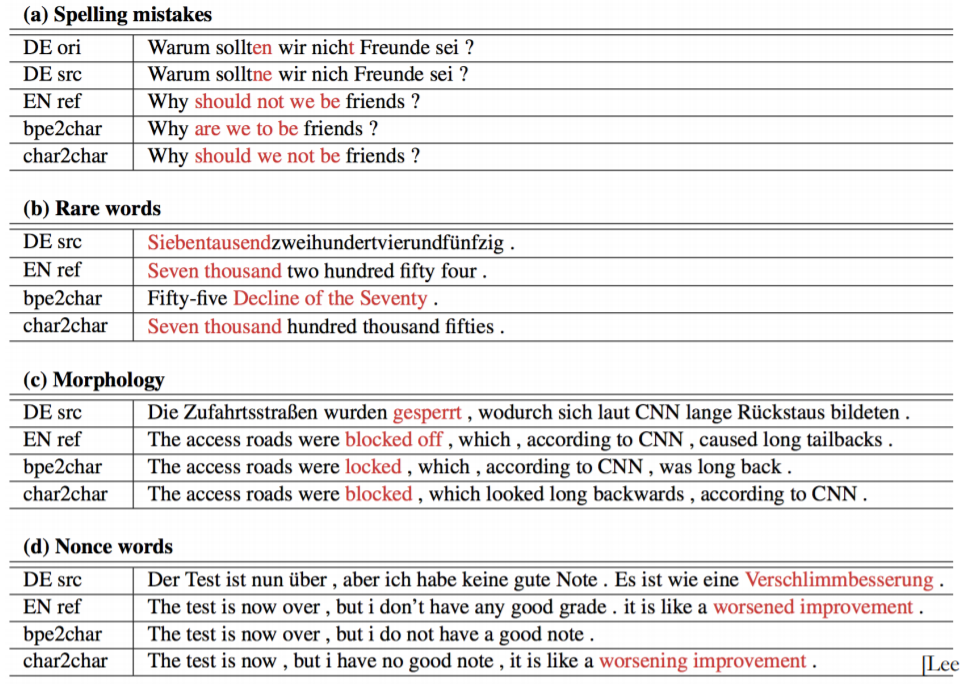 (a) Spelling mistakes
DE ori Warum sollten wir nicht Freunde sei ?
DE src Warum solltne wir nich Freunde sei ?
EN ref Why should not we be friends ?
bpe2char Why are we to be friends ?
char2char Why should we not be friends ?
(b) Rare words
DE src Siebentausendzweihundertvierundfünfzig .
EN ref Seven thousand two hundred fifty four .
bpe2char Fifty-five Decline of the Seventy .
char2char Seven thousand hundred thousand fifties .
(c) Morphology
DE src Die Zufahrtsstraßen wurden gesperrt , wodurch sich laut CNN lange Rückstaus bildeten .
EN ref The access roads were blocked off , which , according to CNN , caused long tailbacks .
bpe2char The access roads were locked , which , according to CNN , was long back .
char2char The access roads were blocked , which looked long backwards , according to CNN .
(d) Nonce words
DE src Der Test ist nun über , aber ich habe keine gute Note . Es ist wie eine Verschlimmbesserung .
EN ref The test is now over , but i don't have any good grade . it is like a worsened improvement .
bpe2char The test is now over , but i do not have a good note .
char2char The test is now , but i have no good note , it is like a worsening improvement .
[Lee